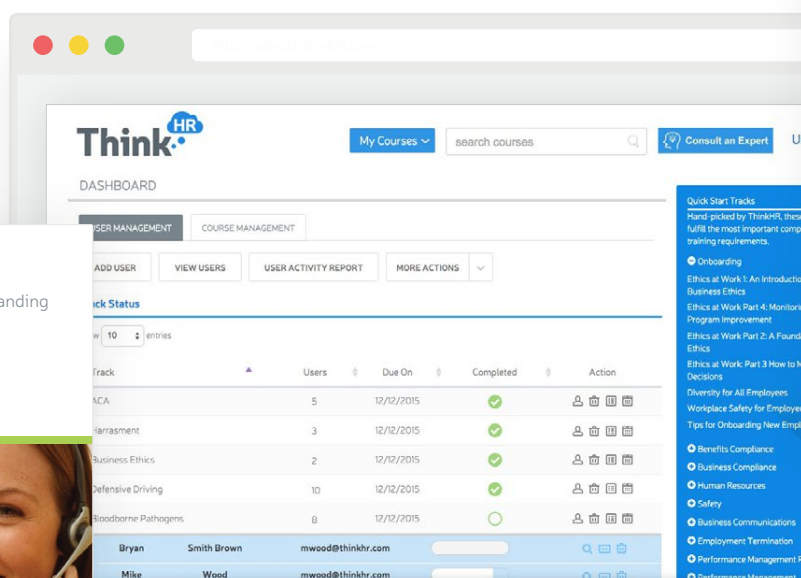 Think HR
My Courses
search courses
Consult an Expert
U
DASHBOARD
USER MANAGEMENT
COURSE MANAGEMENT
ADD USER
VIEW USERS
USER ACTIVITY REPORT
MORE ACTIONS
anding
ck Status
w 10 entries
Track Users Due On Completed Action
ACA 5 12/12/2015
Harrasment 3 12/12/2015
Business Ethics 2 12/12/2015
Defensive Driving 10 12/12/2015
Bloodborne Pathogens 8 12/12/2015
Bryan Smith Brown mwood@thinkhr.com
Mike Wood mwood@thinkhr.com
Quick Start Tracks
Hand-picked by ThinkHR, these
fulfill the most important comp
training requirements.
Onboarding
Ethics at Work 1: An Introductio
Business Ethics
Ethics at Work Part 4: Monitori
Program Improvement
Ethics at Work Part 2: A Founda
Ethics
Ethics at Work: Part 3 How to M
Decisions
Diversity for All Employees
Workplace Safety for Employee
Tips for Onboarding New Empl
Benefits Compliance
Business Compliance
Human Resources
Safety
Business Communications
Employment Termination
Performance Management F
Performance Management